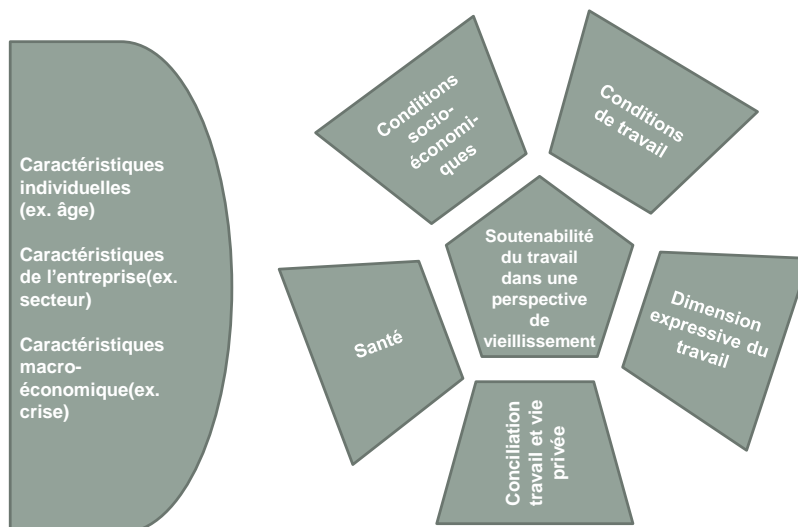 Caractéristiques
individuelles
(ex. âge)
Caractéristiques
de l'entreprise(ex.
secteur)
Caractéristiques
macro-
économique(ex.
crise)
Conditions
socio-
économi-
ques
Conditions
de travail
Soutenabilité
du travail
dans une
perspective
de
vieillissement
Dimension
expressive du
travail
Santé
Conciliation
travail et vie
privée